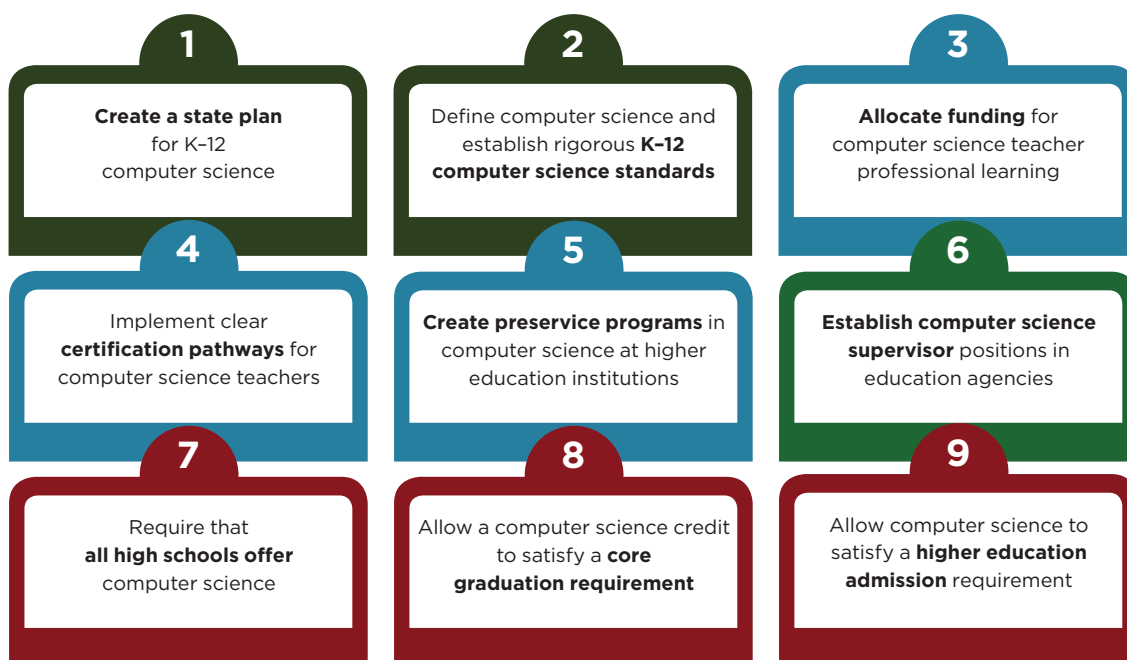 1
Create a state plan
for K–12
computer science
2
Define computer science and
establish rigorous K–12
computer science standards
3
Allocate funding for
computer science teacher
professional learning
4
Implement clear
certification pathways for
computer science teachers
5
Create preservice programs in
computer science at higher
education institutions
6
Establish computer science
supervisor positions in
education agencies
7
Require that
all high schools offer
computer science
8
Allow a computer science credit
to satisfy a core
graduation requirement
9
Allow computer science to
satisfy a higher education
admission requirement